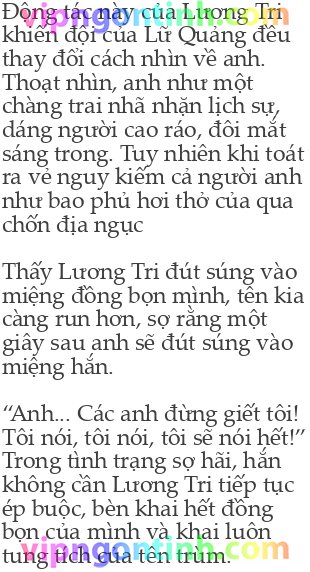 Động tác này của Lương Tri
khiến đội của Lữ Quảng đều
thay đổi cách nhìn về anh.
Thoạt nhìn, anh như một
chàng trai nhã nhặn lịch sự,
dáng người cao ráo, đôi mắt
sáng trong. Tuy nhiên khi toát
ra vẻ nguy kiếm cả người anh
như bao phủ hơi thở của qua
chốn địa ngục
Thấy Lương Tri đút súng vào
miệng đồng bọn mình, tên kia
càng run hơn, sợ rằng một
giây sau anh sẽ đút súng vào
miệng hắn.
“Anh... Các anh đừng giết tôi!
Tôi nói, tôi nói, tôi sẽ nói hết!”
Trong tình trạng sợ hãi, hắn
không cần Lương Tri tiếp tục
ép buộc, bèn khai hết đồng
bọn của mình và khai luôn
tung tích của tên trùm.
vipngontinh.com
vipngontinh.com